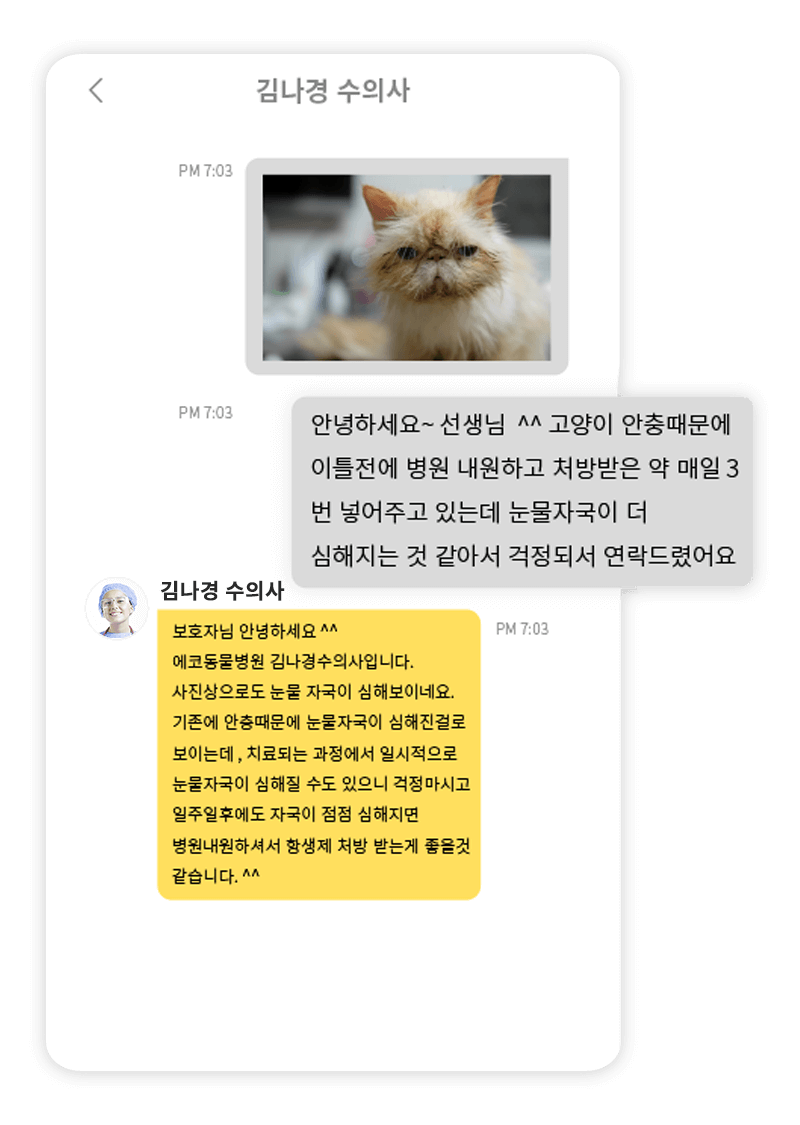 김나경 수의사
PM 7:03
PM 7:03
안녕하세요~ 선생님 ^^ 고양이 안충때문에
이틀전에 병원 내원하고 처방받은 약 매일 3
번 넣어주고 있는데 눈물자국이 더
심해지는 것 같아서 걱정되서 연락드렸어요
김나경 수의사
PM 7:03
보호자님 안녕하세요 ^^
에코동물병원 김나경수의사입니다.
사진상으로도 눈물 자국이 심해보이네요.
기존에 안충때문에 눈물자국이 심해진걸로
보이는데 , 치료되는 과정에서 일시적으로
눈물자국이 심해질 수도 있으니 걱정마시고
일주일후에도 자국이 점점 심해지면
병원내원하셔서 항생제 처방 받는게 좋을것
같습니다. ^^